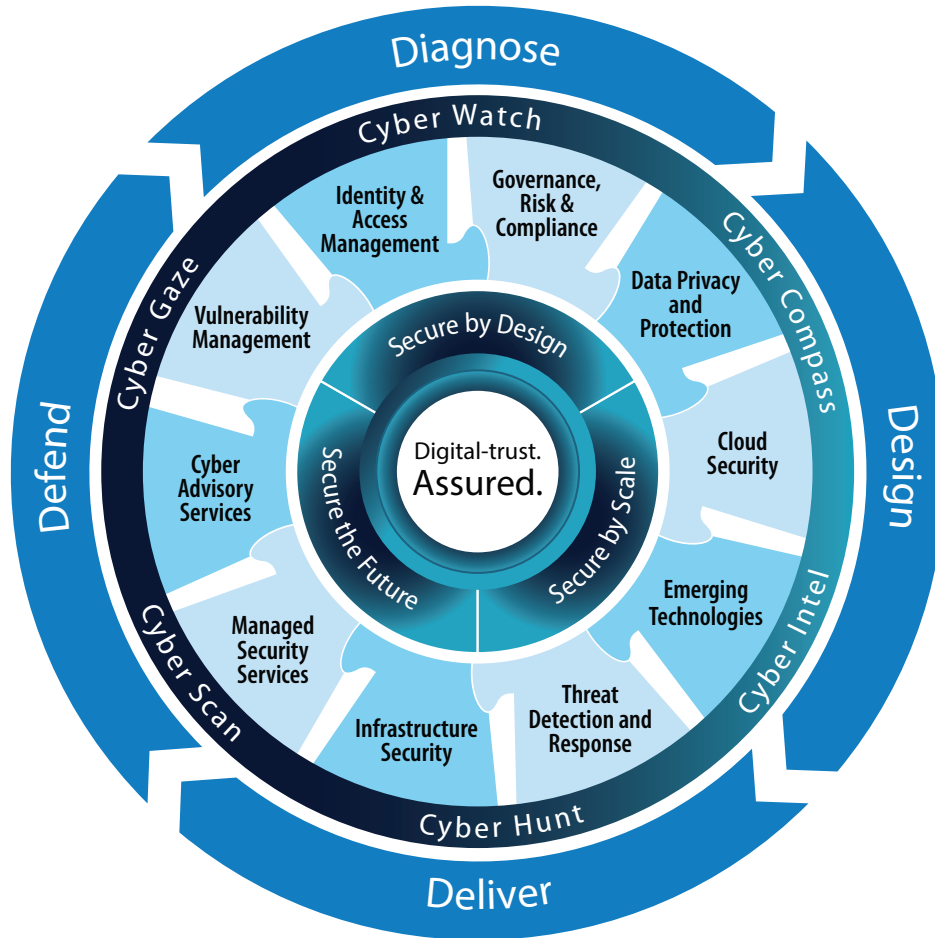 Diagnose
Design
Deliver
Defend
Cyber Watch
Cyber Compass
Cyber Intel
Cyber Hunt
Cyber Scan
Cyber Gaze
Governance,
Risk &
Compliance
Data Privacy
and
Protection
Cloud
Security
Emerging
Technologies
Threat
Detection and
Response
Infrastructure
Security
Managed
Security
Services
Cyber
Advisory
Services
Vulnerability
Management
Identity &
Access
Management
Secure by Design
Secure by Scale
Secure the Future
Digital-trust.
Assured.